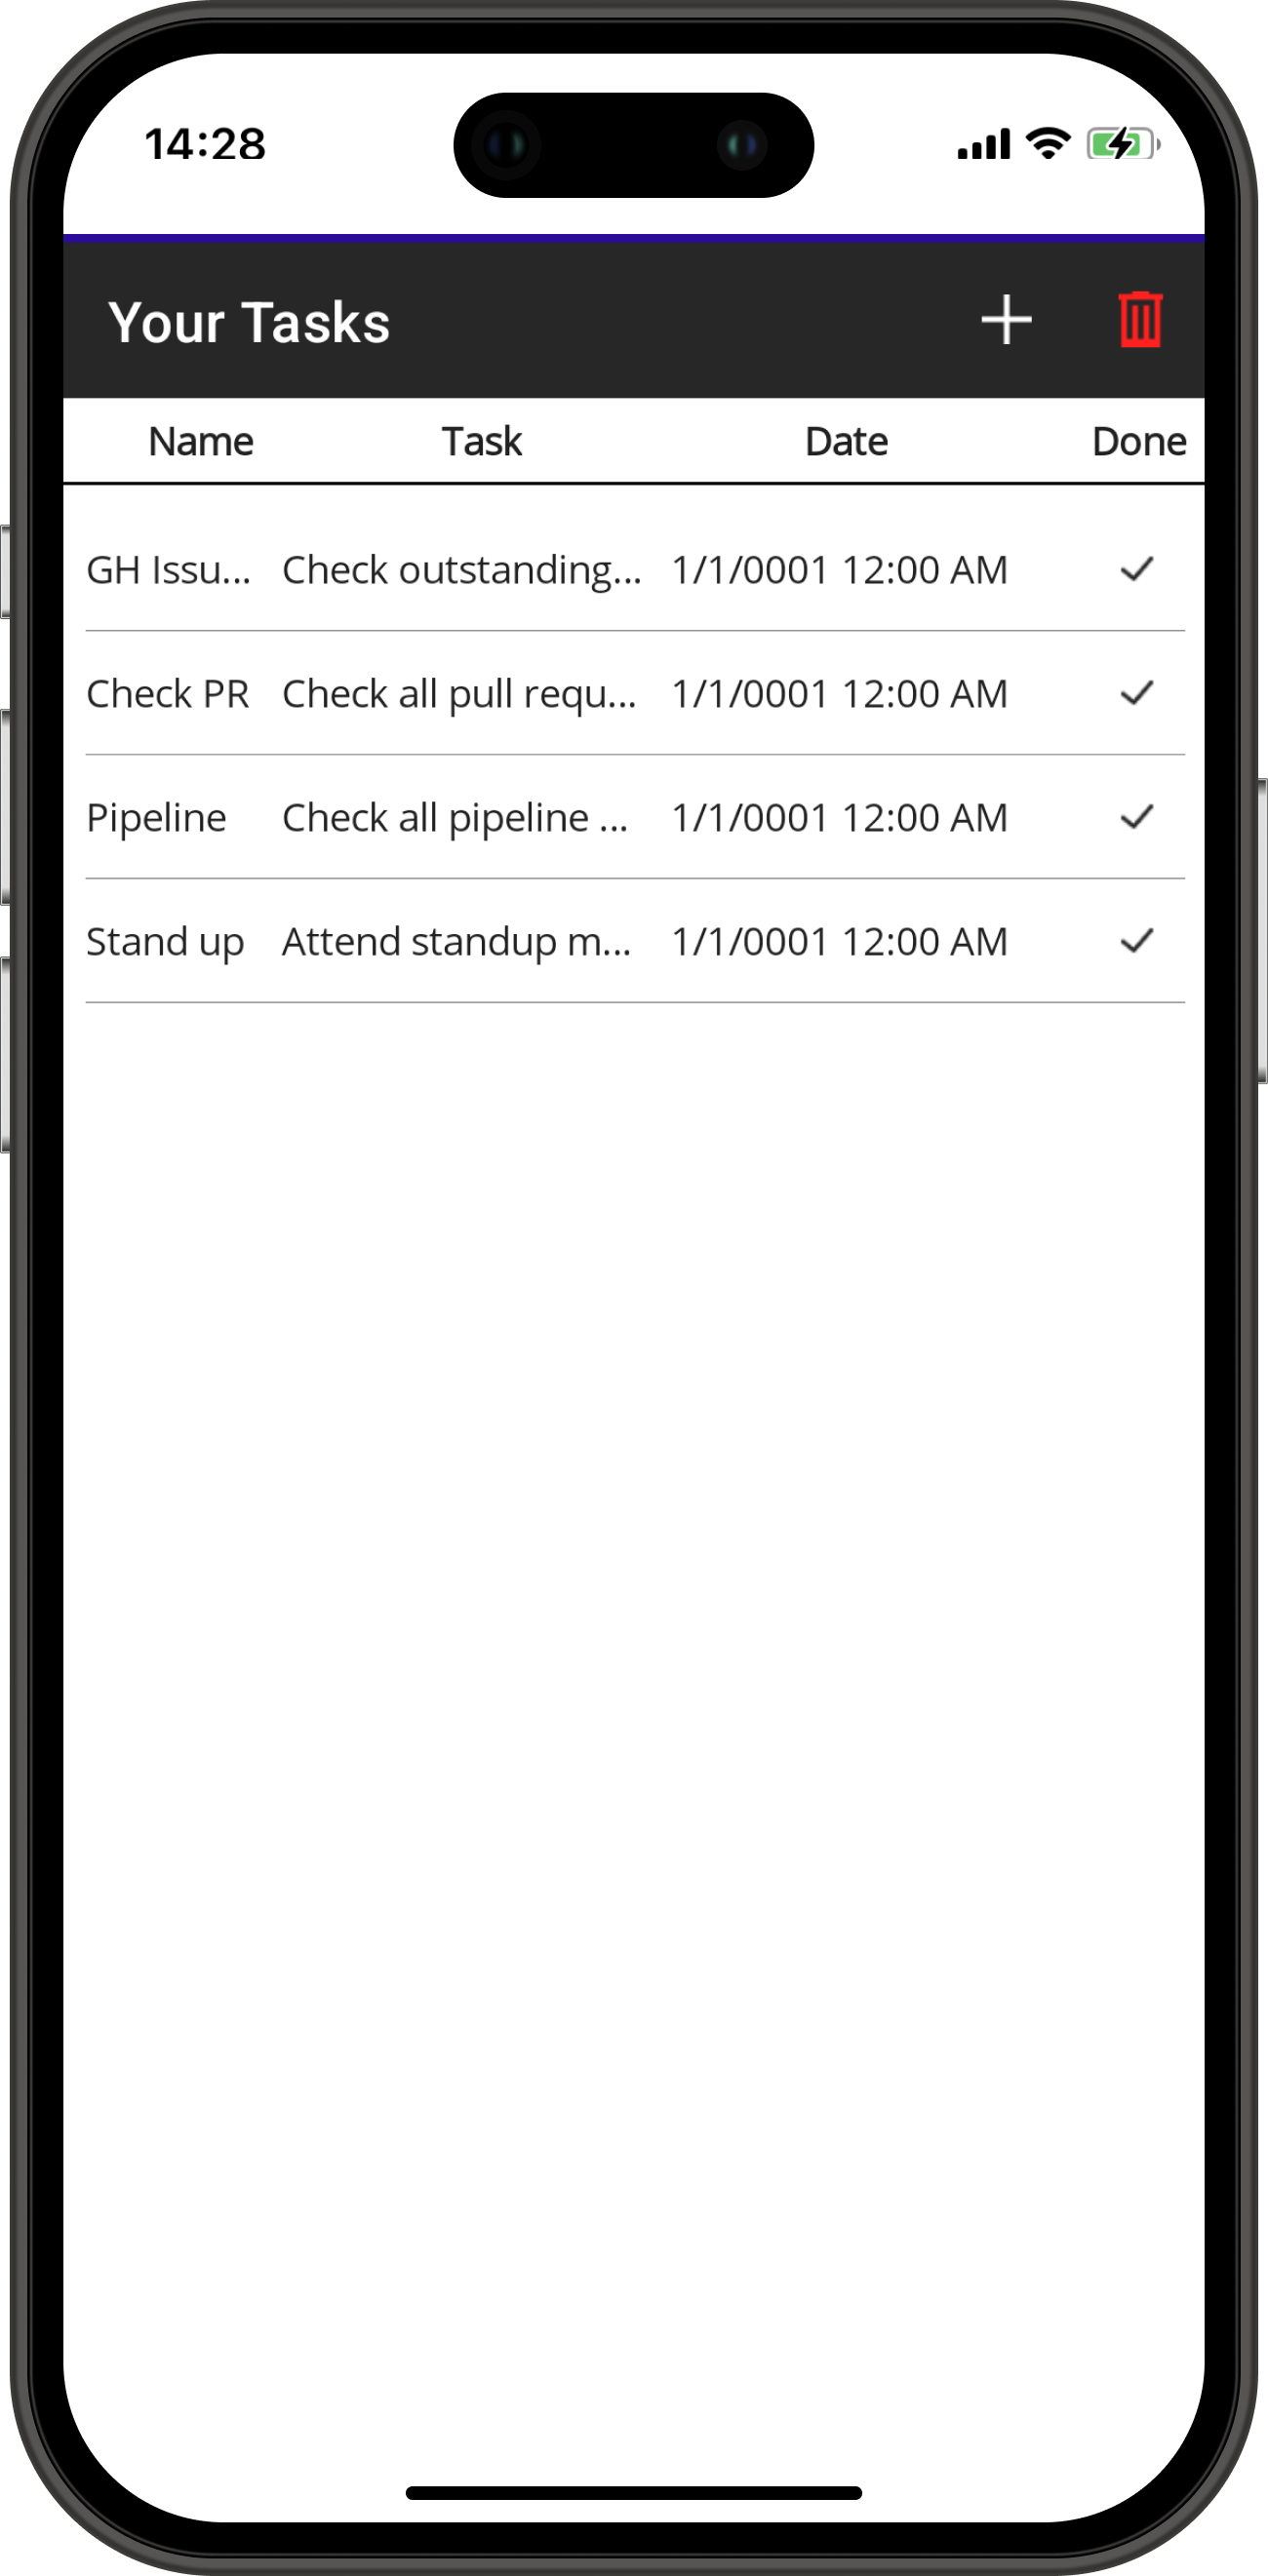 14:28
Your Tasks
Name Task Date Done
GH Issu... Check outstanding... 1/1/0001 12:00 AM
Check PR Check all pull requ... 1/1/0001 12:00 AM
Pipeline Check all pipeline ... 1/1/0001 12:00 AM
Stand up Attend standup m... 1/1/0001 12:00 AM